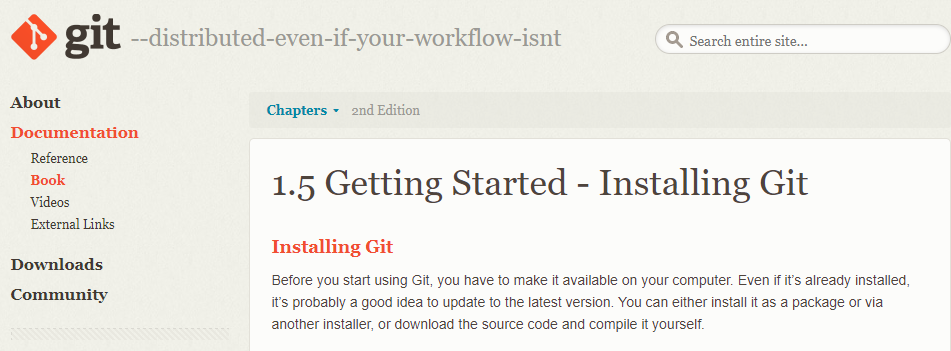 git --distributed-even-if-your-workflow-isnt
Search entire site...
About
Documentation
Reference
Book
Videos
External Links
Downloads
Community
Chapters 2nd Edition
1.5 Getting Started - Installing Git
Installing Git
Before you start using Git, you have to make it available on your computer. Even if it’s already installed,
it’s probably a good idea to update to the latest version. You can either install it as a package or via
another installer, or download the source code and compile it yourself.